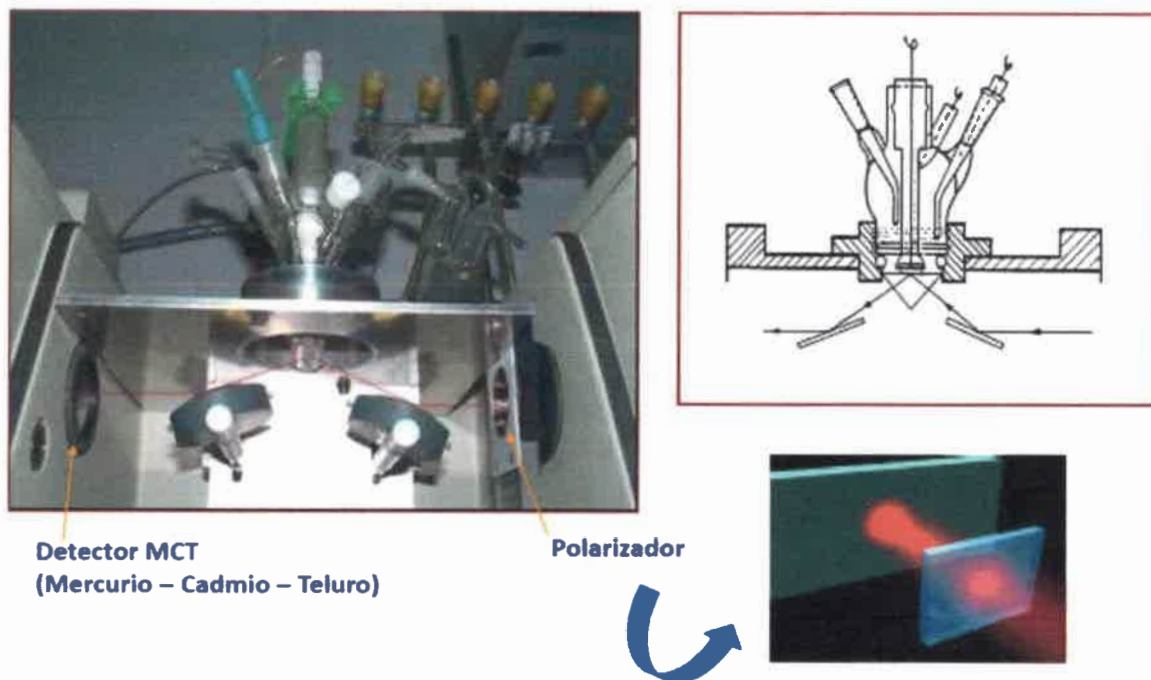 Detector MCT
(Mercurio – Cadmio – Teluro)
Polarizador